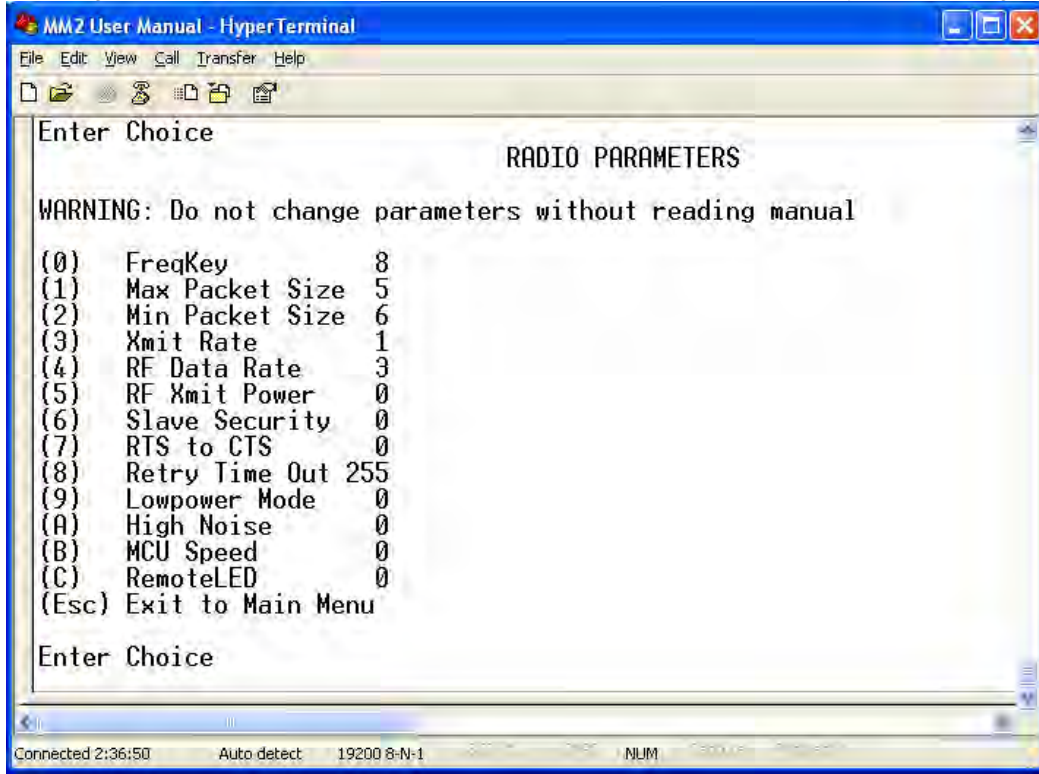 MM2 User Manual - HyperTerminal
File Edit View Call Transfer Help
Enter Choice
RADIO PARAMETERS
WARNING: Do not change parameters without reading manual
(0) FreqKey 8
(1) Max Packet Size 5
(2) Min Packet Size 6
(3) Xmit Rate 1
(4) RF Data Rate 3
(5) RF Xmit Power 0
(6) Slave Security 0
(7) RTS to CTS 0
(8) Retry Time Out 255
(9) Lowpower Mode 0
(A) High Noise 0
(B) MCU Speed 0
(C) RemoteLED 0
(Esc) Exit to Main Menu
Enter Choice
Connected 2:36:50 Auto detect 19200 8-N-1 NUM